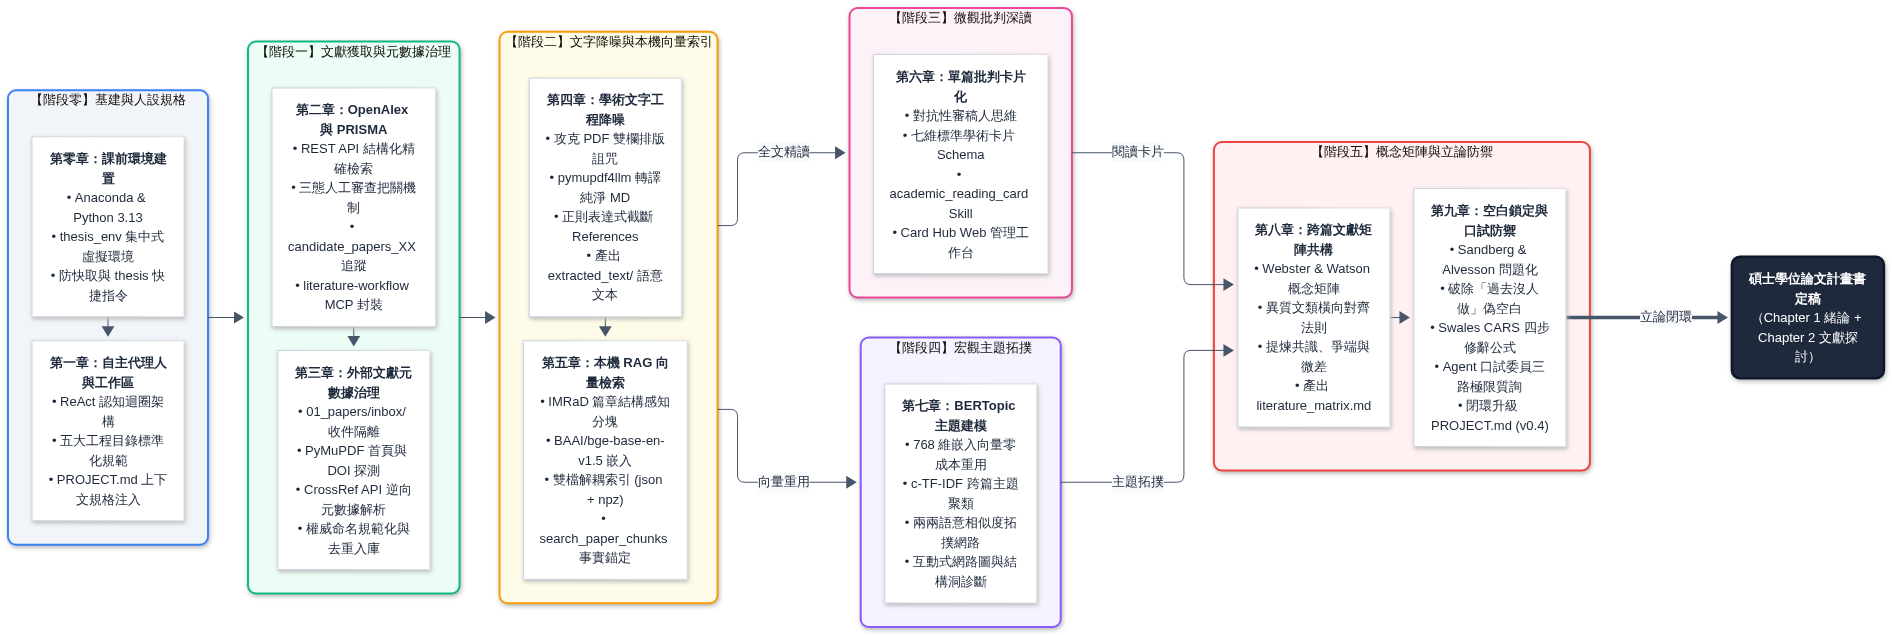 【階段零】基建與人設規格
第零章：課前環境建
置
• Anaconda &
Python 3.13
• thesis_env 集中式
虛擬環境
• 防快取與 thesis 快
捷指令
第一章：自主代理人
與工作區
• ReAct 認知迴圈架
構
• 五大工程目錄標準
化規範
• PROJECT.md 上下
文規格注入
【階段一】文獻獲取與元數據治理
第二章：OpenAlex
與 PRISMA
• REST API 結構化精
確檢索
• 三態人工審查把關機
制
•
candidate_papers_XX
追蹤
• literature-workflow
MCP 封裝
第三章：外部文獻元
數據治理
• 01_papers/inbox/
收件隔離
• PyMuPDF 首頁與
DOI 探測
• CrossRef API 逆向
元數據解析
• 權威命名規範化與
去重入庫
【階段二】文字降噪與本機向量索引
第四章：學術文字工
程降噪
• 攻克 PDF 雙欄排版
詛咒
• pymupdf4llm 轉譯
純淨 MD
• 正則表達式截斷
References
• 產出
extracted_text/ 語意
文本
第五章：本機 RAG 向
量檢索
• IMRaD 篇章結構感知
分塊
• BAAI/bge-base-en-
v1.5 嵌入
• 雙檔解耦索引 (json
+ npz)
•
search_paper_chunks
事實錨定
全文精讀
向量重用
【階段三】微觀批判深讀
第六章：單篇批判卡片
化
• 對抗性審稿人思維
• 七維標準學術卡片
Schema
•
academic_reading_card
Skill
• Card Hub Web 管理工
作台
【階段四】宏觀主題拓撲
第七章：BERTopic
主題建模
• 768 維嵌入向量零
成本重用
• c-TF-IDF 跨篇主題
聚類
• 兩兩語意相似度拓
撲網路
• 互動式網路圖與結
構洞診斷
閱讀卡片
主題拓撲
【階段五】概念矩陣與立論防禦
第八章：跨篇文獻矩
陣共構
• Webster & Watson
概念矩陣
• 異質文類橫向對齊
法則
• 提煉共識、爭端與
微差
• 產出
literature_matrix.md
第九章：空白鎖定與
口試防禦
• Sandberg &
Alvesson 問題化
• 破除「過去沒人
做」偽空白
• Swales CARS 四步
修辭公式
• Agent 口試委員三
路極限質詢
• 閉環升級
PROJECT.md (v0.4)
立論閉環
碩士學位論文計畫書
定稿
（Chapter 1 緒論 +
Chapter 2 文獻探
討）